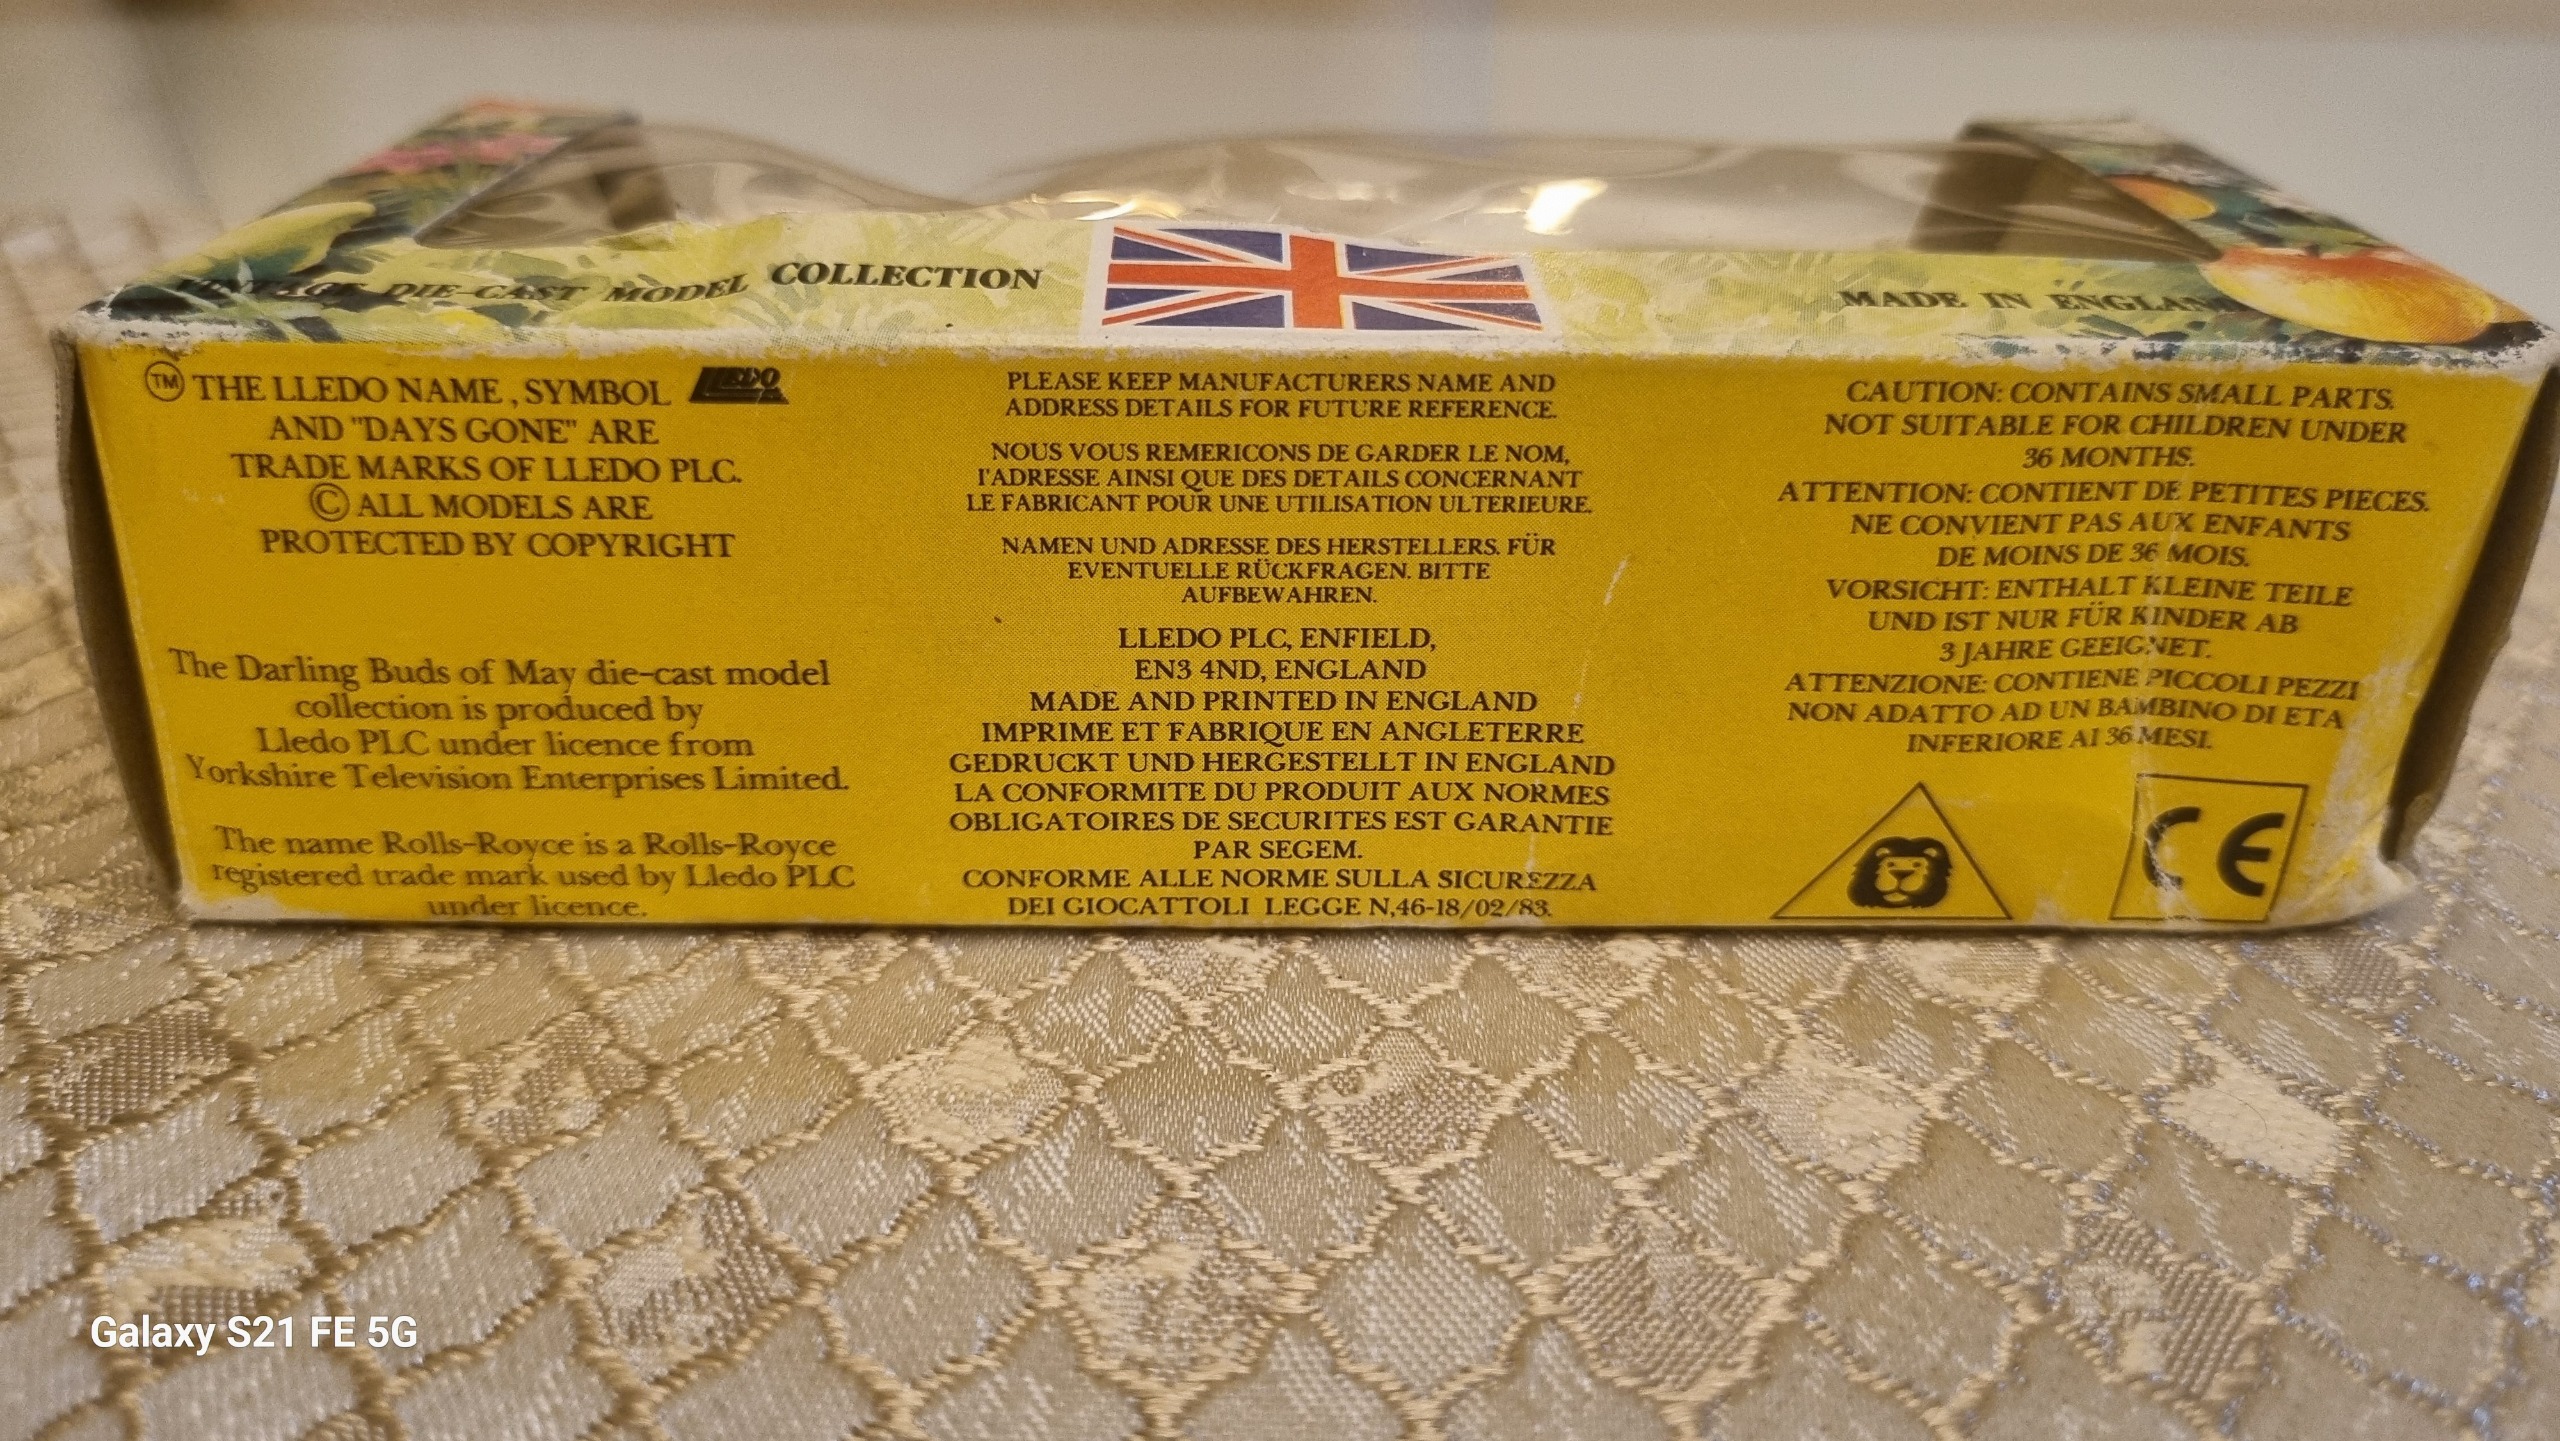 VINTAGE DIE-CAST MODEL COLLECTION
MADE IN ENGLAN
TM THE LLEDO NAME, SYMBOL LLEDO
AND "DAYS GONE" ARE
TRADE MARKS OF LLEDO PLC.
© ALL MODELS ARE
PROTECTED BY COPYRIGHT
The Darling Buds of May die-cast model
collection is produced by
Lledo PLC under licence from
Yorkshire Television Enterprises Limited.
The name Rolls-Royce is a Rolls-Royce
registered trade mark used by Lledo PLC
under licence.
PLEASE KEEP MANUFACTURERS NAME AND
ADDRESS DETAILS FOR FUTURE REFERENCE.
NOUS VOUS REMERICONS DE GARDER LE NOM,
I'ADRESSE AINSI QUE DES DETAILS CONCERNANT
LE FABRICANT POUR UNE UTILISATION ULTERIEURE.
NAMEN UND ADRESSE DES HERSTELLERS. FÜR
EVENTUELLE RÜCKFRAGEN. BITTE
AUFBEWAHREN.
LLEDO PLC, ENFIELD,
EN3 4ND, ENGLAND
MADE AND PRINTED IN ENGLAND
IMPRIME ET FABRIQUE EN ANGLETERRE
GEDRUCKT UND HERGESTELLT IN ENGLAND
LA CONFORMITE DU PRODUIT AUX NORMES
OBLIGATOIRES DE SECURITES EST GARANTIE
PAR SEGEM.
CONFORME ALLE NORME SULLA SICUREZZA
DEI GIOCATTOLI LEGGE N,46-18/02/83.
CAUTION: CONTAINS SMALL PARTS.
NOT SUITABLE FOR CHILDREN UNDER
36 MONTHS.
ATTENTION: CONTIENT DE PETITES PIECES.
NE CONVIENT PAS AUX ENFANTS
DE MOINS DE 36 MOIS.
VORSICHT: ENTHALT KLEINE TEILE
UND IST NUR FÜR KINDER AB
3 JAHRE GEEIGNET.
ATTENZIONE: CONTIENE PICCOLI PEZZI
NON ADATTO AD UN BAMBINO DI ETA
INFERIORE AI 36 MESI.
CE
Galaxy S21 FE 5G